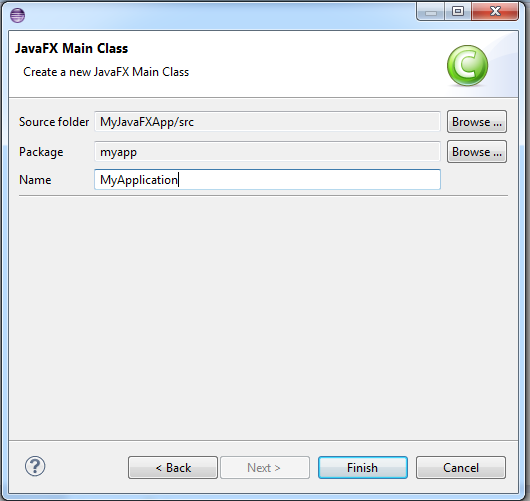 JavaFX Main Class
Create a new JavaFX Main Class
C
Source folder MyJavaFXApp/src Browse ...
Package myapp Browse ...
Name MyApplication
? < Back Next > Finish Cancel